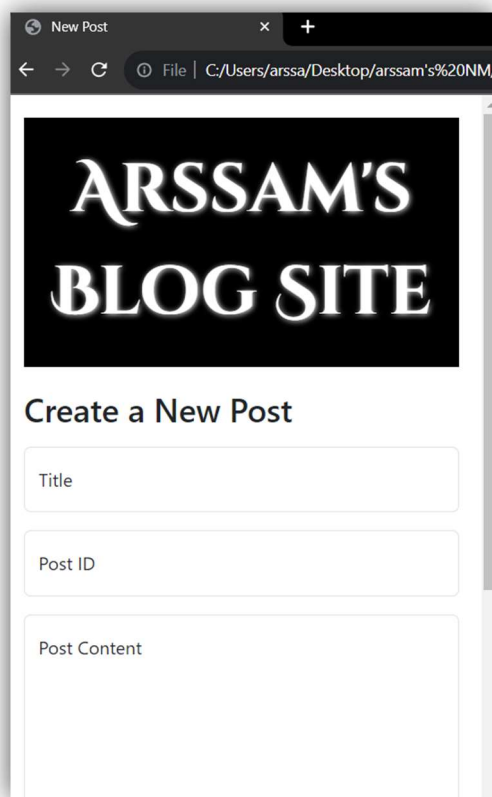 New Post
File
C:/Users/arssa/Desktop/arssam's%20NM/
ARSSAM'S
BLOG SITE
Create a New Post
Title
Post ID
Post Content